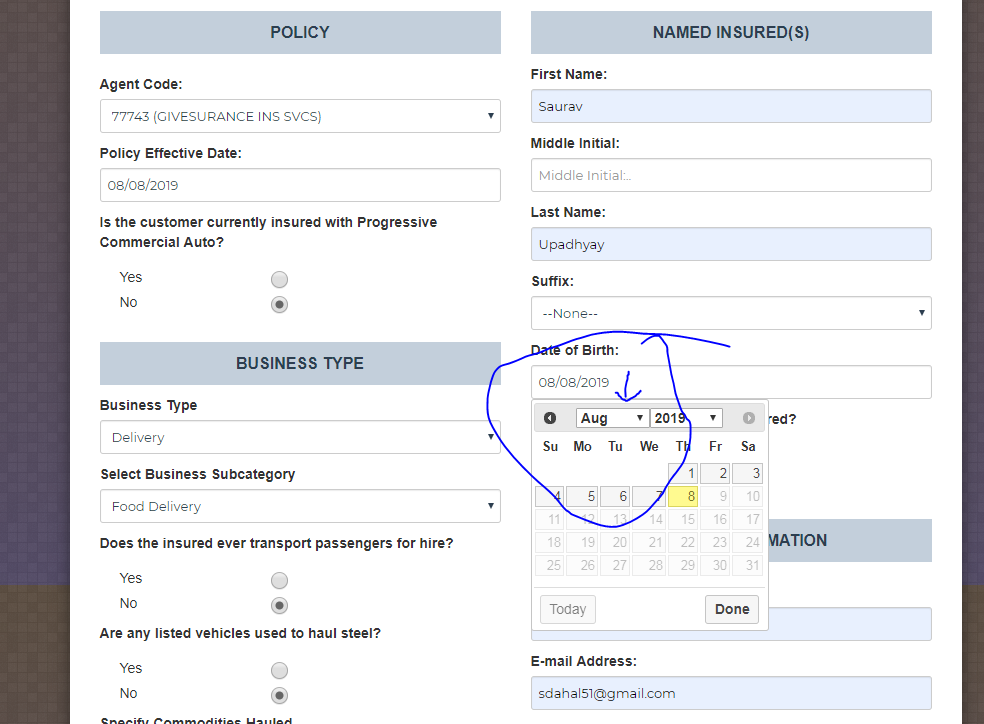 POLICY
Agent Code:
77743 (GIVESURANCE INS SVCS)
Policy Effective Date:
08/08/2019
Is the customer currently insured with Progressive
Commercial Auto?
Yes
No
BUSINESS TYPE
Business Type
Delivery
Select Business Subcategory
Food Delivery
Does the insured ever transport passengers for hire?
Yes
No
Are any listed vehicles used to haul steel?
Yes
No
Specify Commodities Hauled
NAMED INSURED(S)
First Name:
Saurav
Middle Initial:
Middle Initial:..
Last Name:
Upadhyay
Suffix:
--None--
Date of Birth:
08/08/2019
red?
Aug 2019
Su Mo Tu We Th Fr Sa
1 2 3
4 5 6 7 8 9 10
11 12 13 14 15 16 17
18 19 20 21 22 23 24
25 26 27 28 29 30 31
Today Done
MATION
E-mail Address:
sdahal51@gmail.com